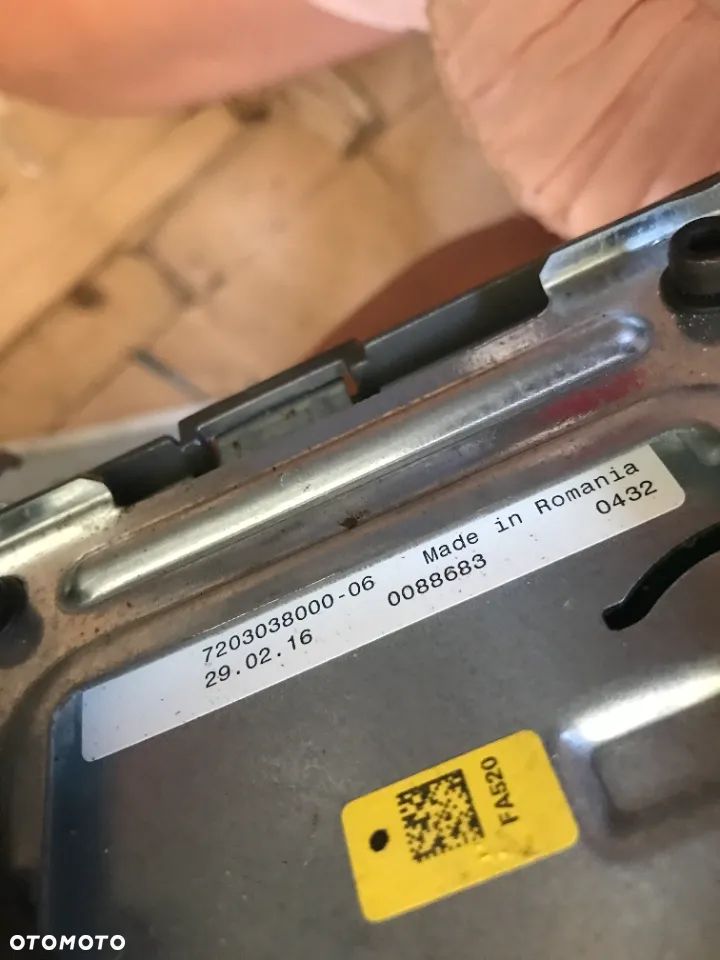 7203038000-06 Made in Romania
29.02.16 0088683 0432
FA520
OTOMOTO